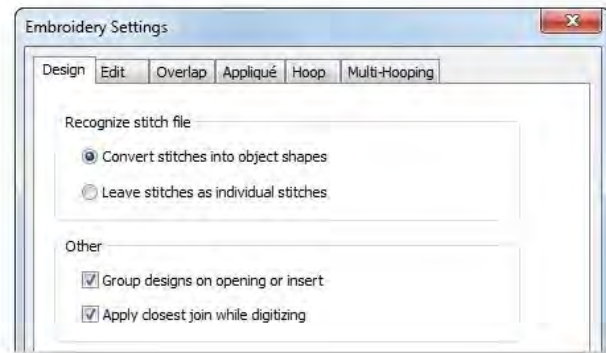 Embroidery Settings
Design Edit Overlap Appliqué Hoop Multi-Hooping
Recognize stitch file
Convert stitches into object shapes
Leave stitches as individual stitches
Other
Group designs on opening or insert
Apply closest join while digitizing